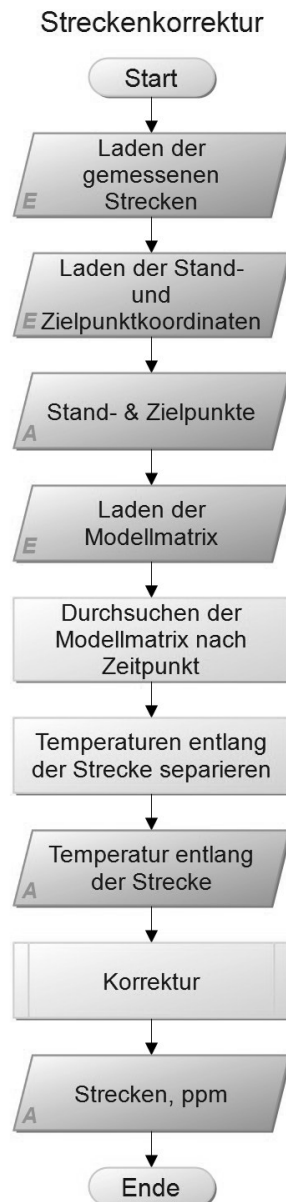 Streckenkorrektur
Start
Laden der
gemessenen
Strecken
E
Laden der Stand-
und
Zielpunktkoordinaten
E
Stand- & Zielpunkte
A
Laden der
Modellmatrix
E
Durchsuchen der
Modellmatrix nach
Zeitpunkt
Temperaturen entlang
der Strecke separieren
Temperatur entlang
der Strecke
A
Korrektur
Strecken, ppm
A
Ende